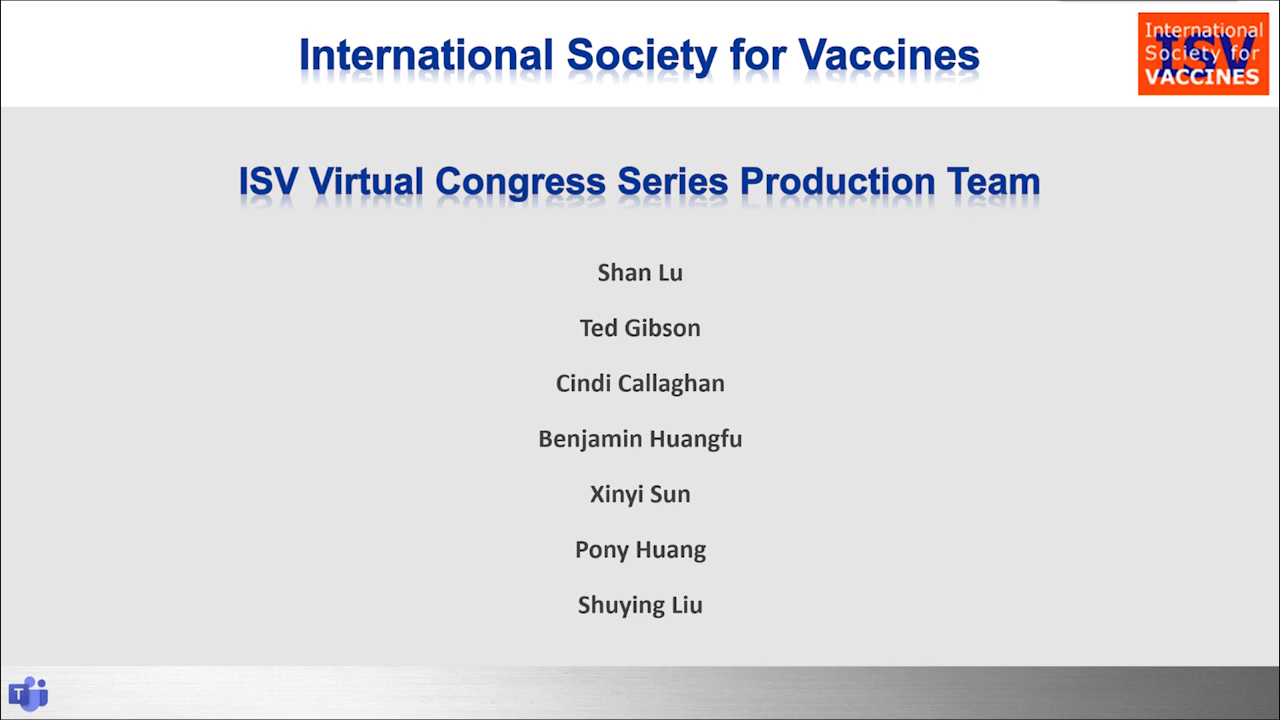 International Society for Vaccines
International
Society for
VACCINES
ISV
ISV Virtual Congress Series Production Team
Shan Lu
Ted Gibson
Cindi Callaghan
Benjamin Huangfu
Xinyi Sun
Pony Huang
Shuying Liu
T